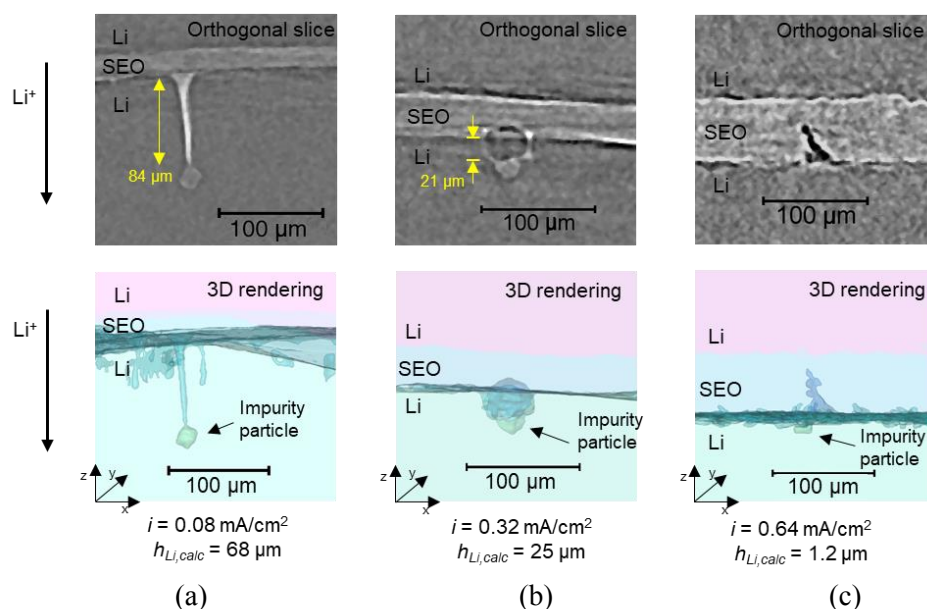 Orthogonal slice
Li
SEO
Li
Li⁺
84 µm
100 µm
Orthogonal slice
Li
SEO
Li
21 µm
100 µm
Orthogonal slice
Li
SEO
Li
100 µm
3D rendering
Li
SEO
Li
Li⁺
Impurity
particle
100 µm
z
y
x
i = 0.08 mA/cm²
h_{Li,calc} = 68 µm
(a)
3D rendering
Li
SEO
Li
Impurity
particle
100 µm
z
y
x
i = 0.32 mA/cm²
h_{Li,calc} = 25 µm
(b)
3D rendering
Li
SEO
Li
Impurity
particle
100 µm
z
y
x
i = 0.64 mA/cm²
h_{Li,calc} = 1.2 µm
(c)